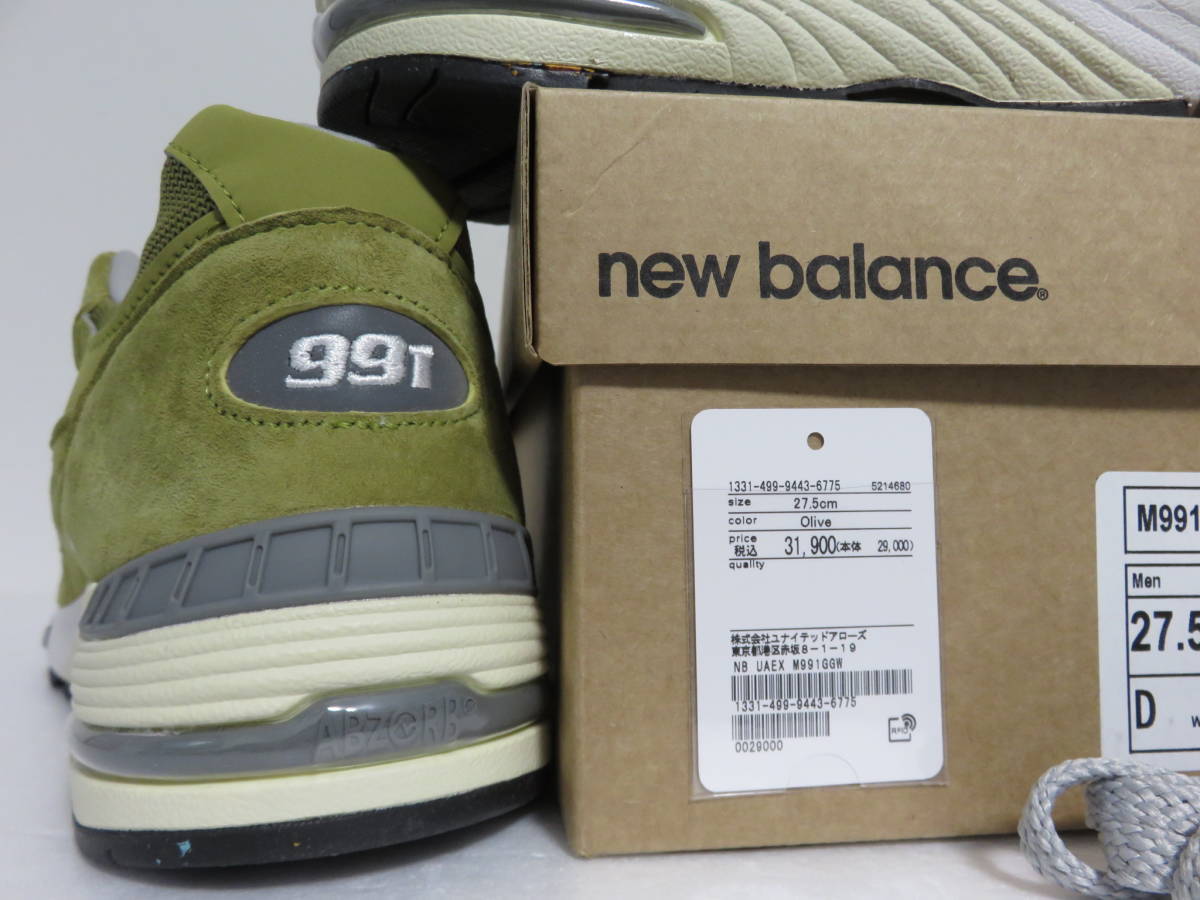 new balance®
991
ABZORB®
1331-499-9443-6775 5214680
size 27.5cm
color Olive
price
税込 31,900(本体 29,000)
quality
株式会社ユナイテッドアローズ
東京都港区赤坂8-1-19
NB UAEX M991GGW
1331-499-9443-6775
0029000
RFID
M991
Men
27.5
D W